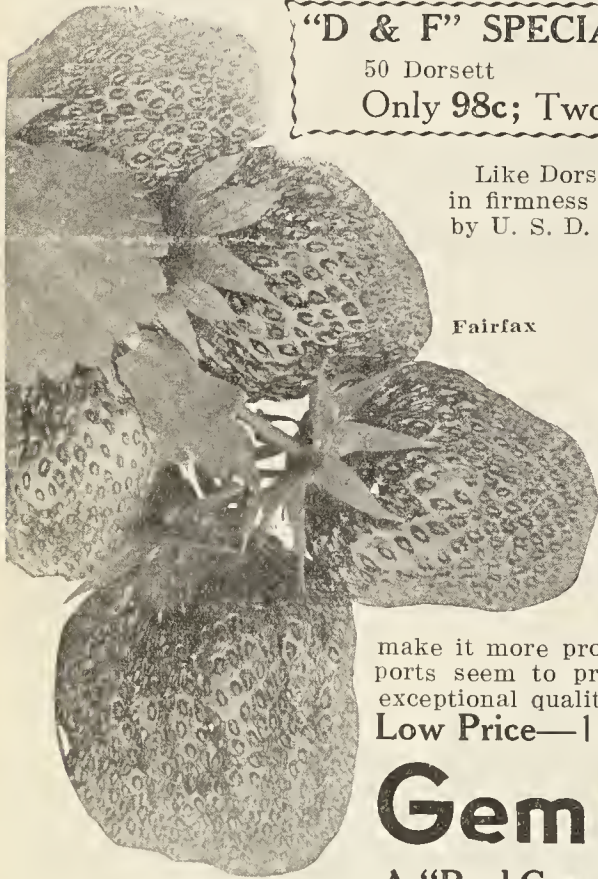 "D & F" SPECIA
50 Dorsett
Only 98c; Two
Like Dors
in firmness
by U. S. D.
Fairfax
make it more pro
ports seem to pr
exceptional qualit
Low Price—1
Gem